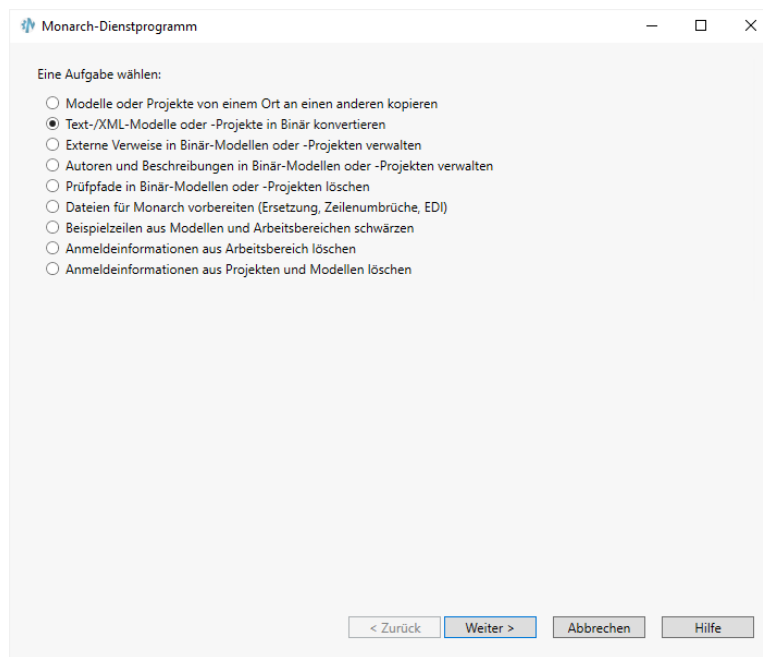 Monarch-Dienstprogramm
Eine Aufgabe wählen:
Modelle oder Projekte von einem Ort an einen anderen kopieren
Text-/XML-Modelle oder -Projekte in Binär konvertieren
Externe Verweise in Binär-Modellen oder -Projekten verwalten
Autoren und Beschreibungen in Binär-Modellen oder -Projekten verwalten
Prüfpfade in Binär-Modellen oder -Projekten löschen
Dateien für Monarch vorbereiten (Ersetzung, Zeilenumbrüche, EDI)
Beispielzeilen aus Modellen und Arbeitsbereichen schwärzen
Anmeldeinformationen aus Arbeitsbereich löschen
Anmeldeinformationen aus Projekten und Modellen löschen
< Zurück Weiter > Abbrechen Hilfe